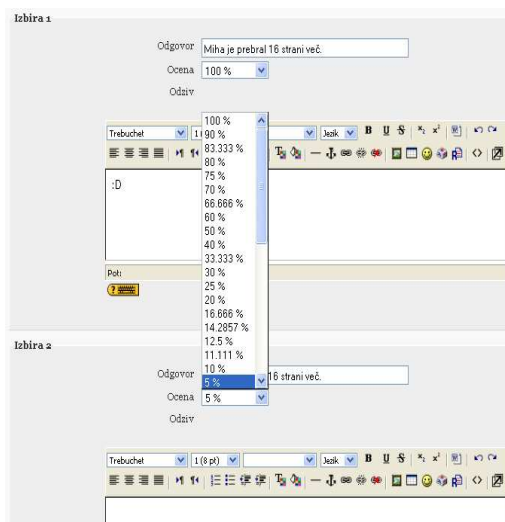 Izbira 1
Odgovor Miha je prebral 16 strani več.
Ocena 100 %
Odziv
100 %
90 %
83.333 %
80 %
75 %
70 %
66.666 %
60 %
50 %
40 %
33.333 %
30 %
25 %
20 %
16.666 %
14.2857 %
12.5 %
11.111 %
10 %
5 %
Trebuchet 1 ( Jezik B U S
:D
Pot:
Izbira 2
Odgovor 16 strani več.
Ocena 5 %
Odziv
Trebuchet 1 (8 pt) Jezik B U S